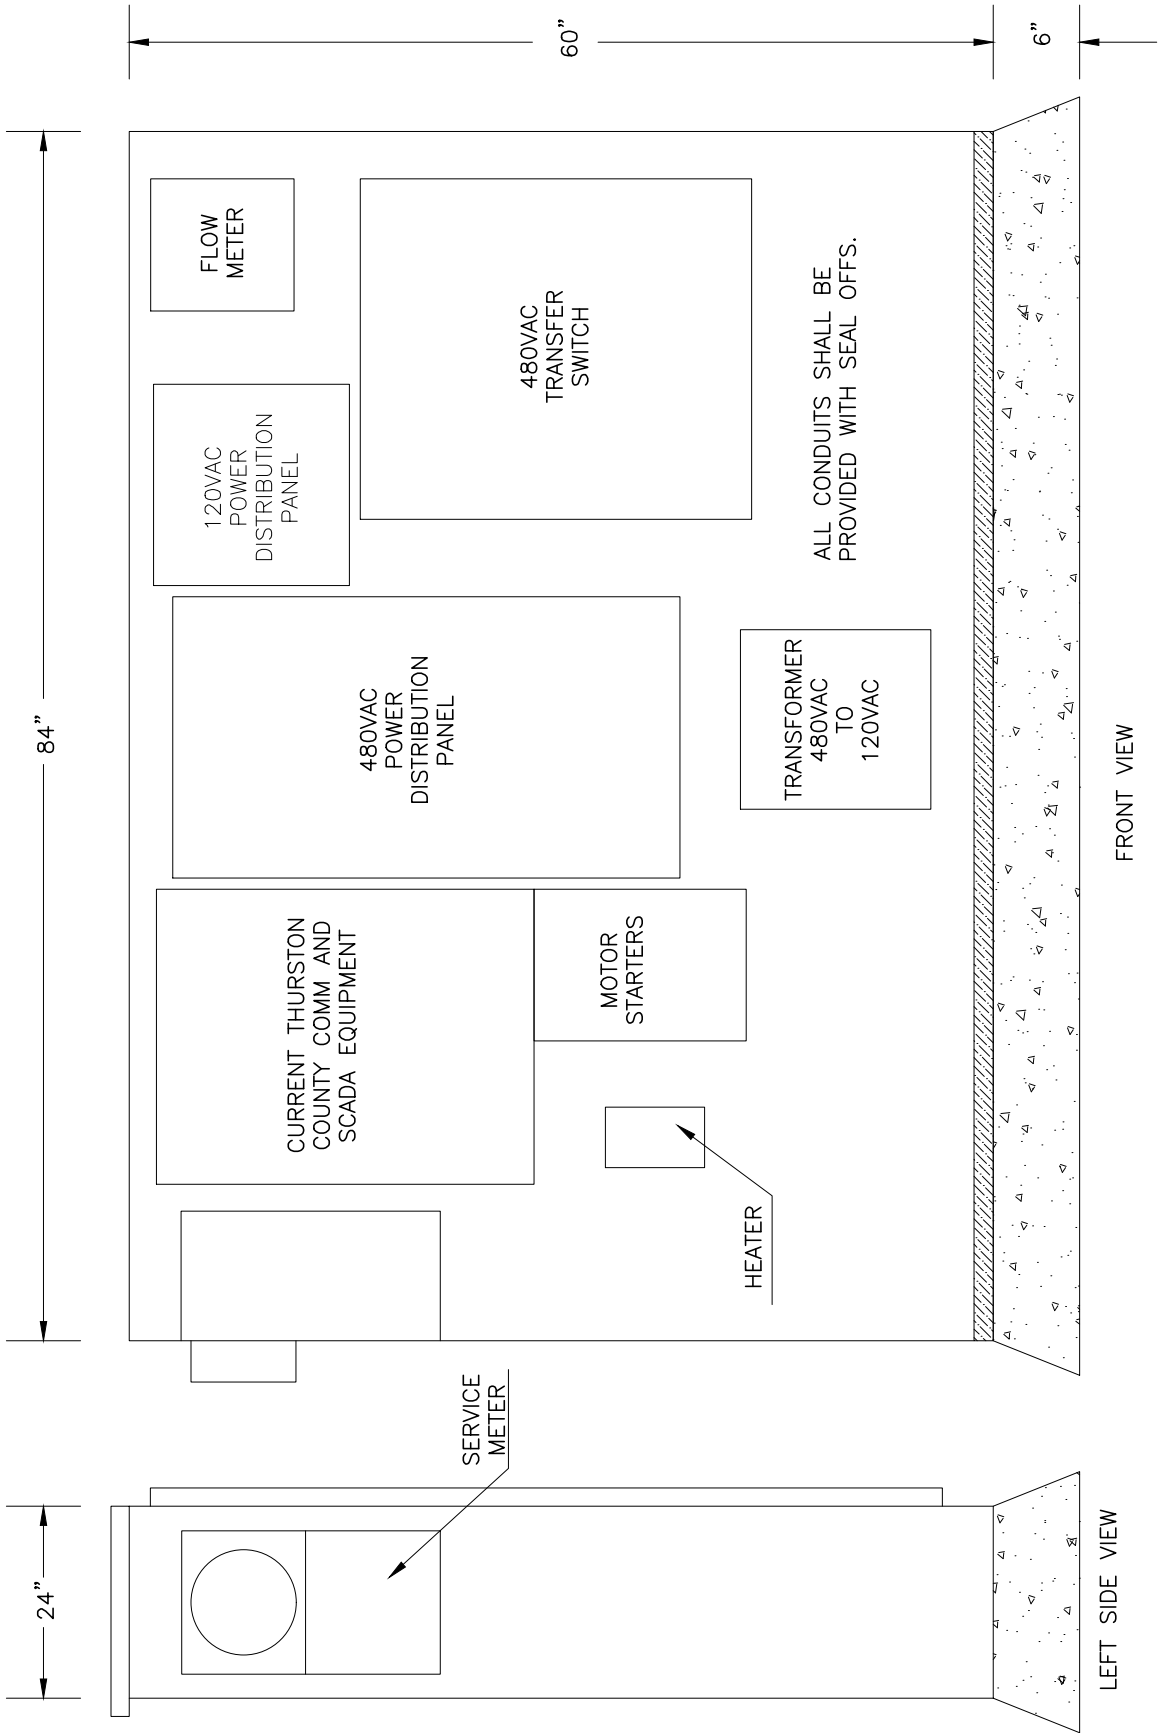 24”
84”
60”
6”
SERVICE
METER
CURRENT THURSTON
COUNTY COMM AND
SCADA EQUIPMENT
480VAC
POWER
DISTRIBUTION
PANEL
120VAC
POWER
DISTRIBUTION
PANEL
FLOW
METER
480VAC
TRANSFER
SWITCH
MOTOR
STARTERS
HEATER
TRANSFORMER
480VAC
TO
120VAC
ALL CONDUITS SHALL BE
PROVIDED WITH SEAL OFFS.
LEFT SIDE VIEW
FRONT VIEW